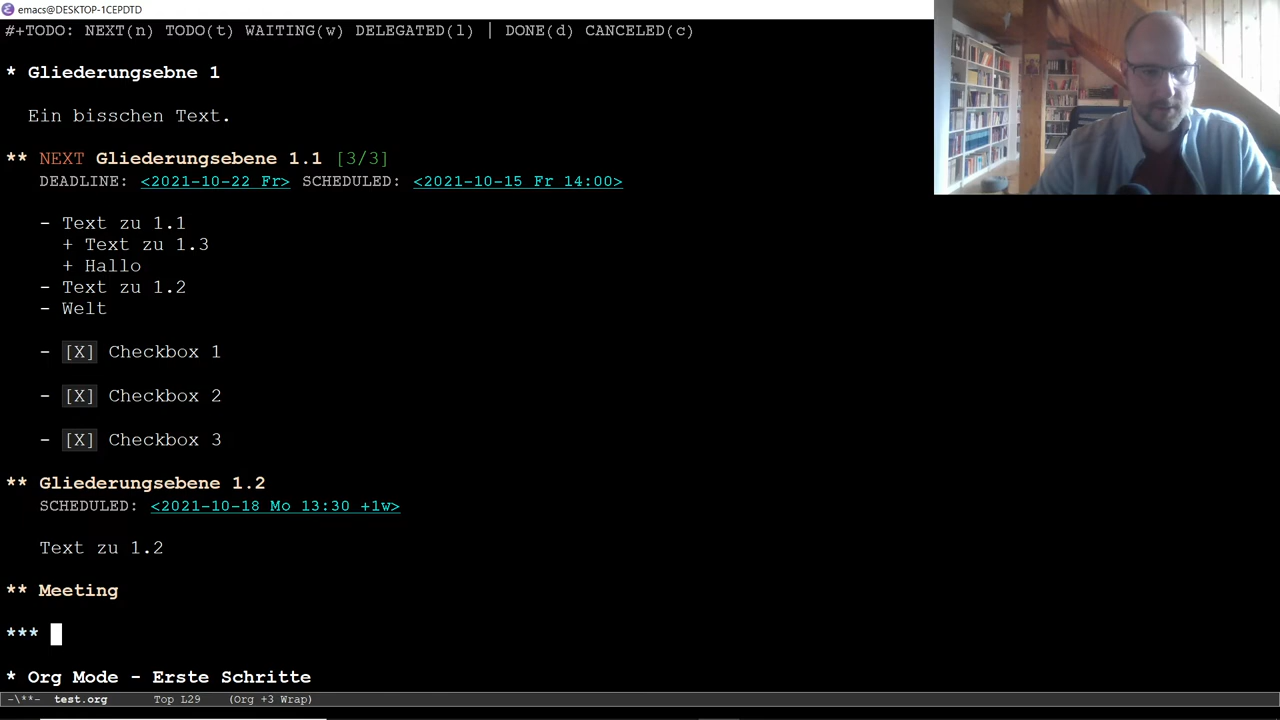 emacs@DESKTOP-1CEPDTD
#+TODO: NEXT(n) TODO(t) WAITING(w) DELEGATED(l) | DONE(d) CANCELED(c)
* Gliederungsebne 1
Ein bisschen Text.
** NEXT Gliederungsebene 1.1 [3/3]
DEADLINE: <2021-10-22 Fr> SCHEDULED: <2021-10-15 Fr 14:00>
- Text zu 1.1
+ Text zu 1.3
+ Hallo
- Text zu 1.2
- Welt
- [X] Checkbox 1
- [X] Checkbox 2
- [X] Checkbox 3
** Gliederungsebene 1.2
SCHEDULED: <2021-10-18 Mo 13:30 +1w>
Text zu 1.2
** Meeting
***
* Org Mode - Erste Schritte
-\**- test.org Top L29 (Org +3 Wrap)